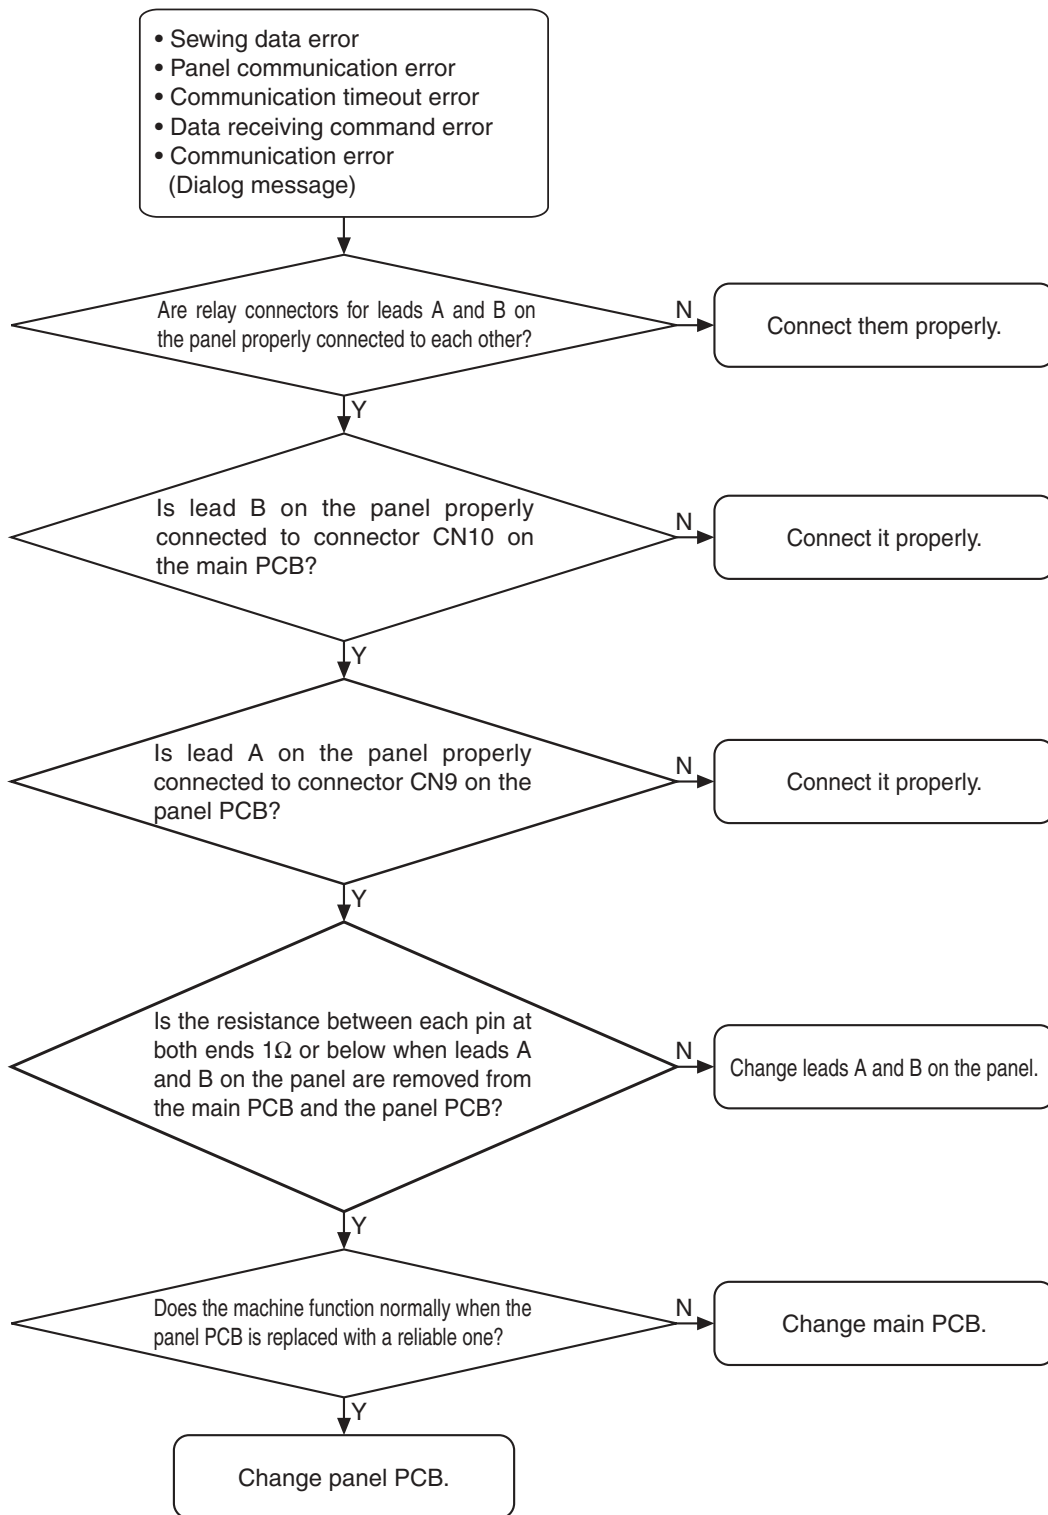 • Sewing data error
• Panel communication error
• Communication timeout error
• Data receiving command error
• Communication error
(Dialog message)
Are relay connectors for leads A and B on
the panel properly connected to each other?
N
Connect them properly.
Y
Is lead B on the panel properly
connected to connector CN10 on
the main PCB?
N
Connect it properly.
Y
Is lead A on the panel properly
connected to connector CN9 on the
panel PCB?
N
Connect it properly.
Y
Is the resistance between each pin at
both ends 1Ω or below when leads A
and B on the panel are removed from
the main PCB and the panel PCB?
N
Change leads A and B on the panel.
Y
Does the machine function normally when the
panel PCB is replaced with a reliable one?
N
Change main PCB.
Y
Change panel PCB.